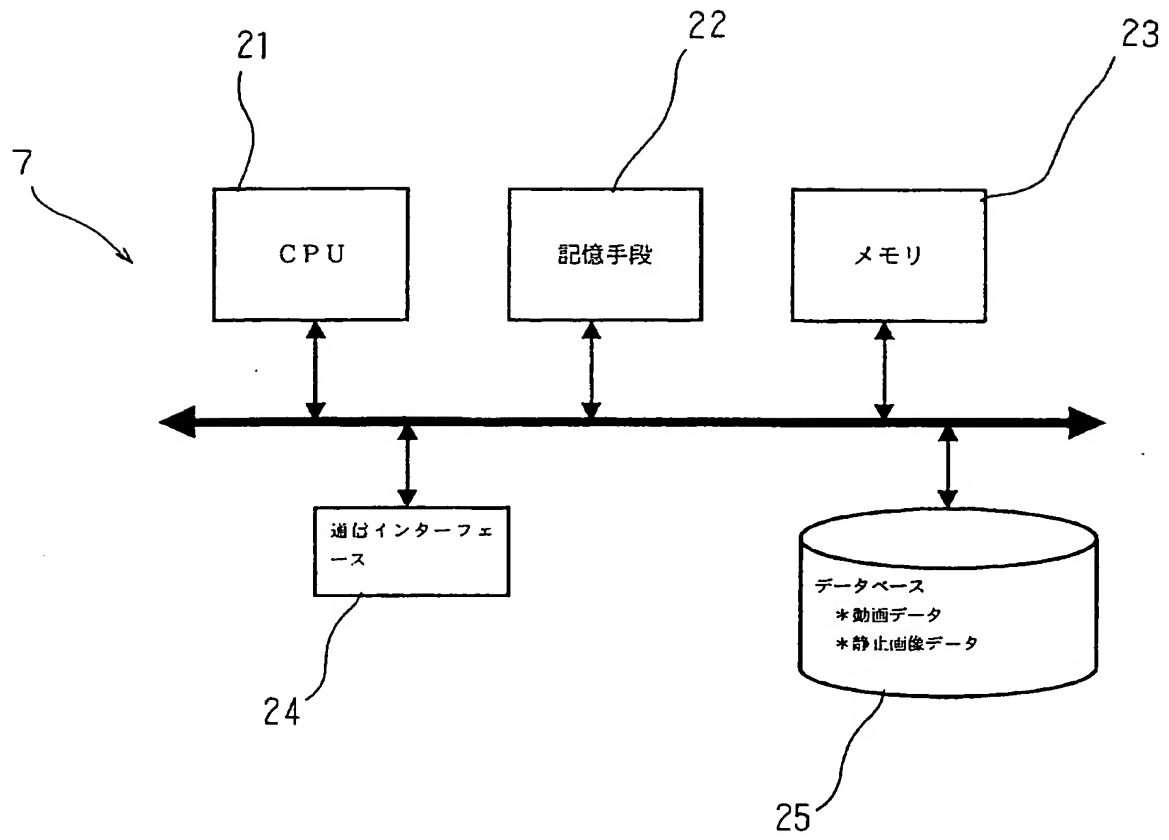 21
22
23
7
CPU
記憶手段
メモリ
通信インターフェ
ース
データベース
*動画データ
*静止画像データ
24
25